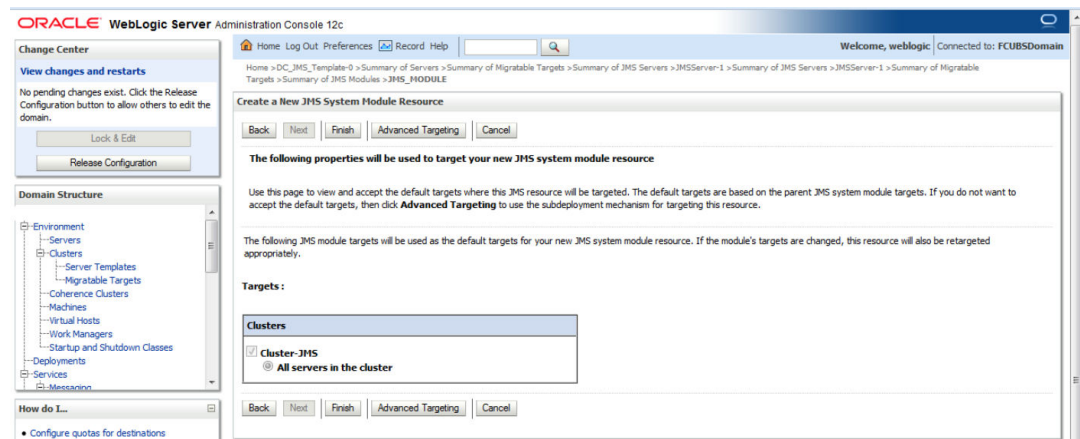 ORACLE WebLogic Server Administration Console 12c
Change Center
View changes and restarts
No pending changes exist. Click the Release
Configuration button to allow others to edit the
domain.
Lock & Edit
Release Configuration
Domain Structure
Environment
Servers
Clusters
Server Templates
Migratable Targets
Coherence Clusters
Machines
Virtual Hosts
Work Managers
Startup and Shutdown Classes
Deployments
Services
Messaging
How do I...
Configure quotas for destinations
Home Log Out Preferences Record Help
Welcome, weblogic Connected to: FCUBSDomain
Home >DC_JMS_Template-0 >Summary of Servers >Summary of Migratable Targets >Summary of JMS Servers >JMSServer-1 >Summary of JMS Servers >JMSServer-1 >Summary of Migratable
Targets >Summary of JMS Modules >JMS_MODULE
Create a New JMS System Module Resource
Back Next Finish Advanced Targeting Cancel
The following properties will be used to target your new JMS system module resource
Use this page to view and accept the default targets where this JMS resource will be targeted. The default targets are based on the parent JMS system module targets. If you do not want to
accept the default targets, then click Advanced Targeting to use the subdeployment mechanism for targeting this resource.
The following JMS module targets will be used as the default targets for your new JMS system module resource. If the module's targets are changed, this resource will also be retargeted
appropriately.
Targets :
Clusters
Cluster-JMS
All servers in the cluster
Back Next Finish Advanced Targeting Cancel